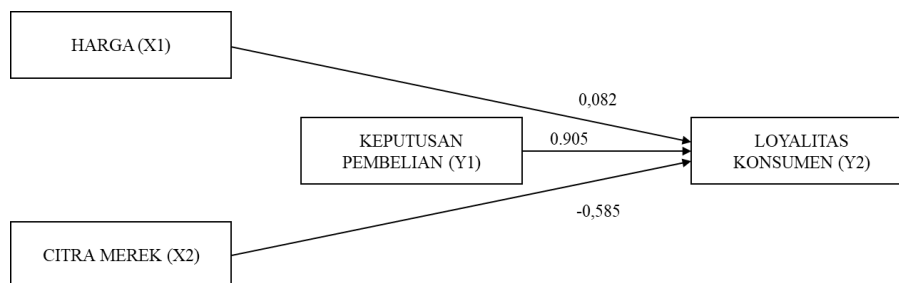 HARGA (X1)
0,082
KEPUTUSAN
PEMBELIAN (Y1)
0.905
LOYALITAS
KONSUMEN (Y2)
-0,585
CITRA MEREK (X2)